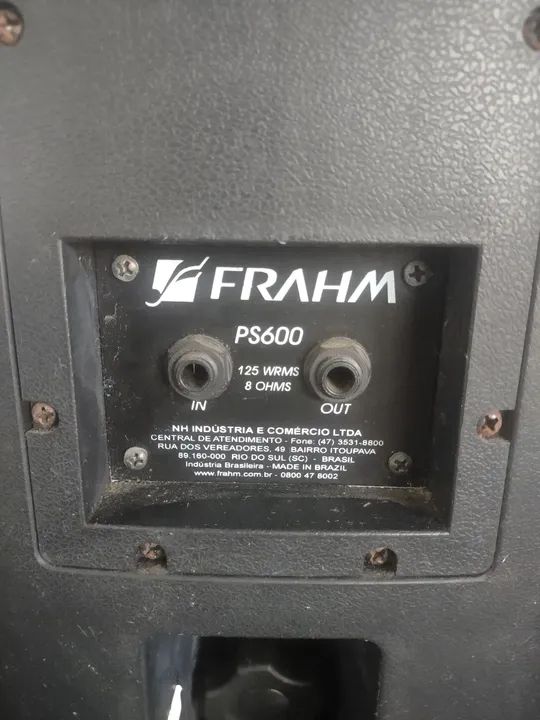 FRAHM
PS600
125 WRMS
8 OHMS
IN OUT
NH INDÚSTRIA E COMÉRCIO LTDA
CENTRAL DE ATENDIMENTO - Fone: (47) 3531-8800
RUA DOS VEREADORES, 49 BAIRRO ITOUPAVA
89.160-000 RIO DO SUL (SC) - BRASIL
Indústria Brasileira - MADE IN BRAZIL
www.frahm.com.br - 0800 47 8002